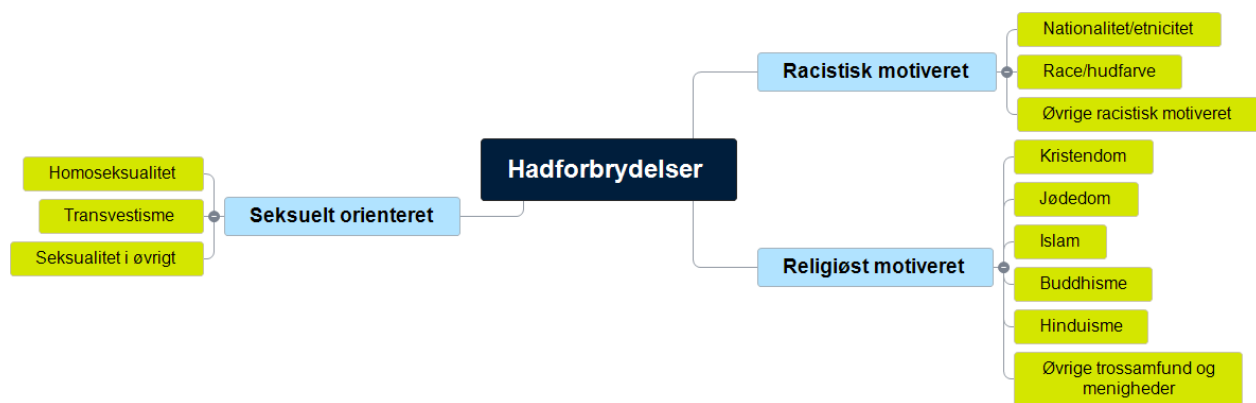 Hadforbrydelser
Racistisk motiveret
Nationalitet/etnicitet
Race/hudfarve
Øvrige racistisk motiveret
Religiøst motiveret
Kristendom
Jødedom
Islam
Buddhisme
Hinduisme
Øvrige trossamfund og
menigheder
Seksuelt orienteret
Homoseksualitet
Transvestisme
Seksualitet i øvrigt